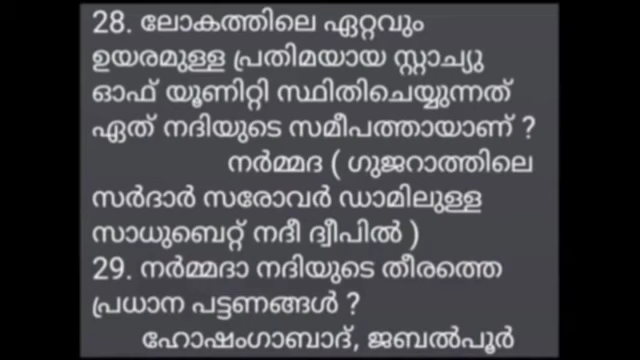 28. ലോകത്തിലെ ഏറ്റവും
ഉയരമുള്ള പ്രതിമയായ സ്റ്റാച്യു
ഓഫ് യൂണിറ്റി സ്ഥിതിചെയ്യുന്നത്
ഏത് നദിയുടെ സമീപത്തായാണ് ?
നർമ്മദ ( ഗുജറാത്തിലെ
സർദാർ സരോവർ ഡാമിലുള്ള
സാധുബെറ്റ് നദീ ദ്വീപിൽ )
29. നർമ്മദാ നദിയുടെ തീരത്തെ
പ്രധാന പട്ടണങ്ങൾ ?
ഹോഷംഗാബാദ്, ജബൽപൂർ